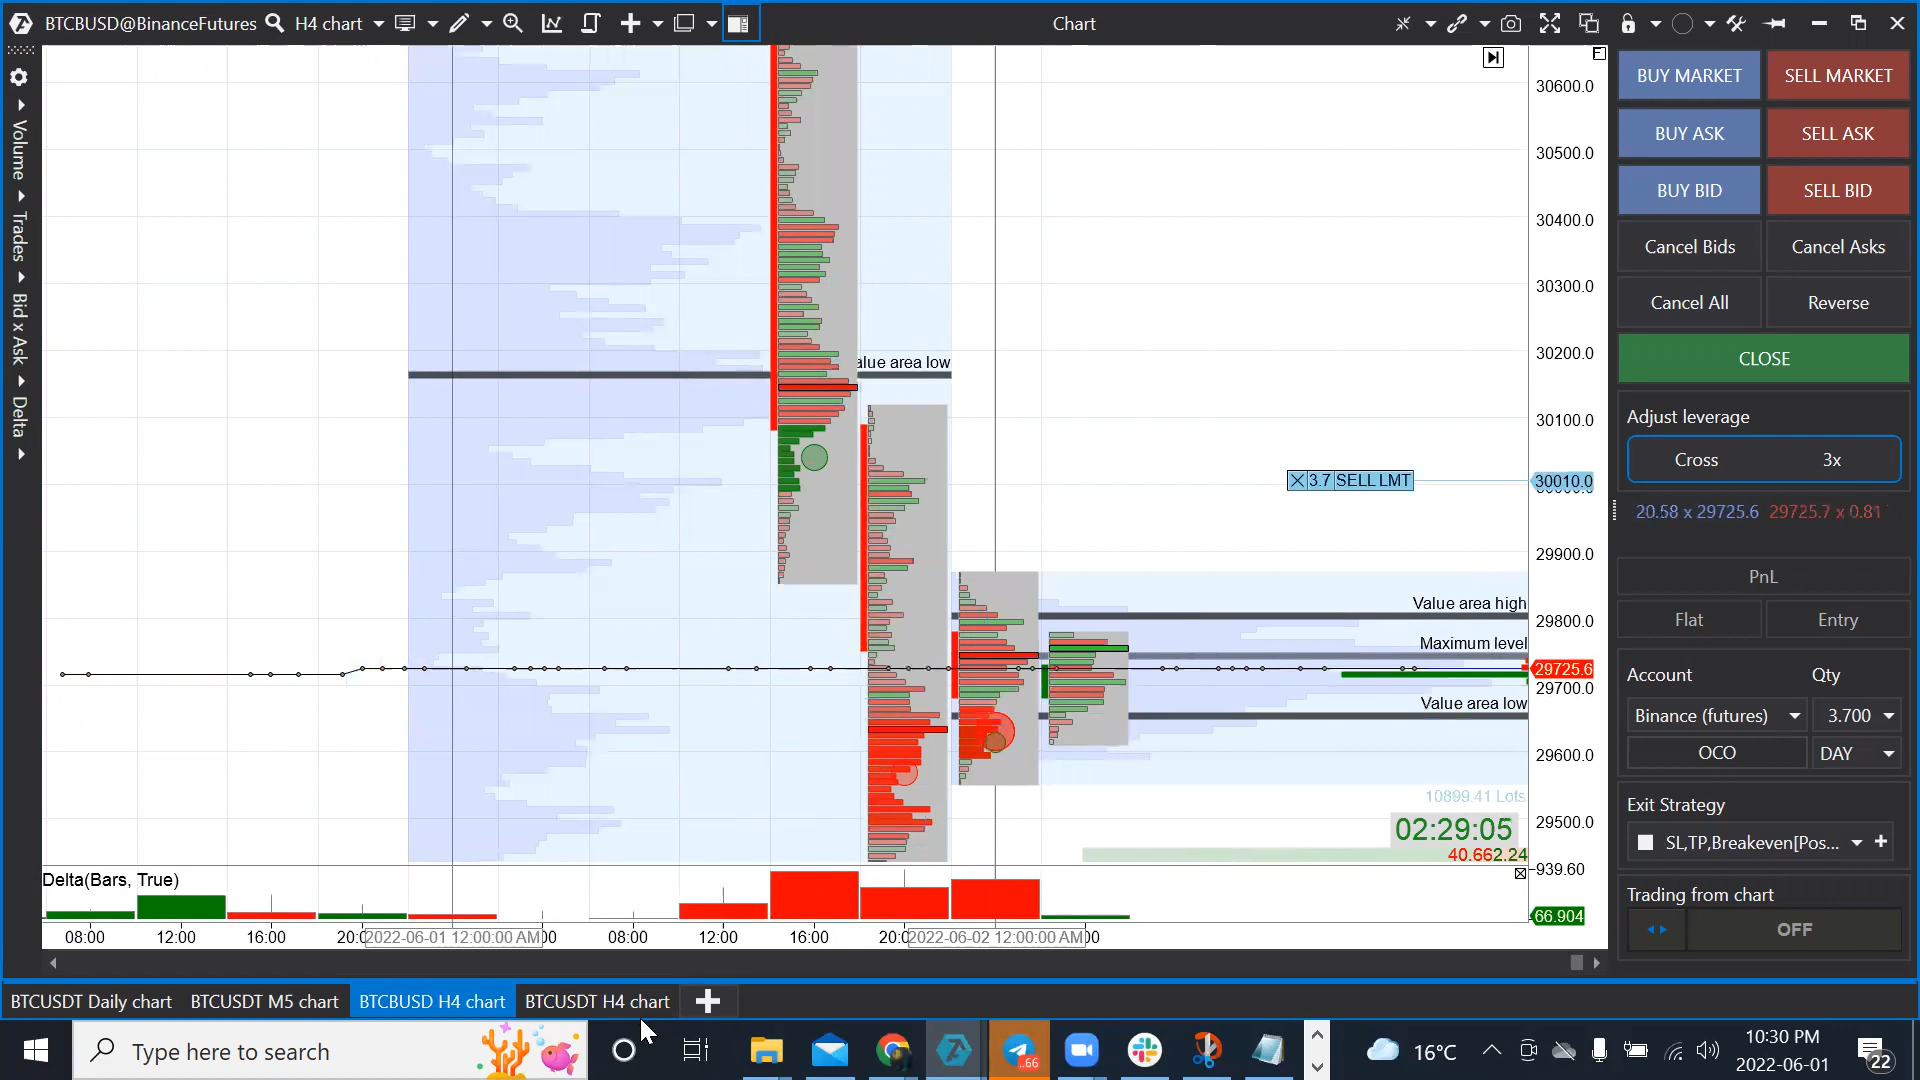 BTCBUSD@BinanceFutures
H4 chart
Chart
Volume
Trades
Bid x Ask
Delta
30600.0
30500.0
30400.0
30300.0
30200.0
30100.0
30010.0
29900.0
29800.0
29725.6
29700.0
29600.0
29500.0
alue area low
3.7 SELL LMT
Value area high
Maximum level
Value area low
10899.41 Lots
02:29:05
40.662.24
Delta(Bars, True)
939.60
66.904
08:00 12:00 16:00 20:0 2022-06-01 12:00:00 AM 00 08:00 12:00 16:00 20:0 2022-06-02 12:00:00 AM 00
F
BUY MARKET SELL MARKET
BUY ASK SELL ASK
BUY BID SELL BID
Cancel Bids Cancel Asks
Cancel All Reverse
CLOSE
Adjust leverage
Cross 3x
20.58 x 29725.6 29725.7 x 0.81
PnL
Flat Entry
Account Qty
Binance (futures) 3.700
OCO DAY
Exit Strategy
SL,TP,Breakeven[Pos...
Trading from chart
OFF
BTCUSDT Daily chart BTCUSDT M5 chart BTCBUSD H4 chart BTCUSDT H4 chart
Type here to search
..66
16°C
10:30 PM
2022-06-01
22